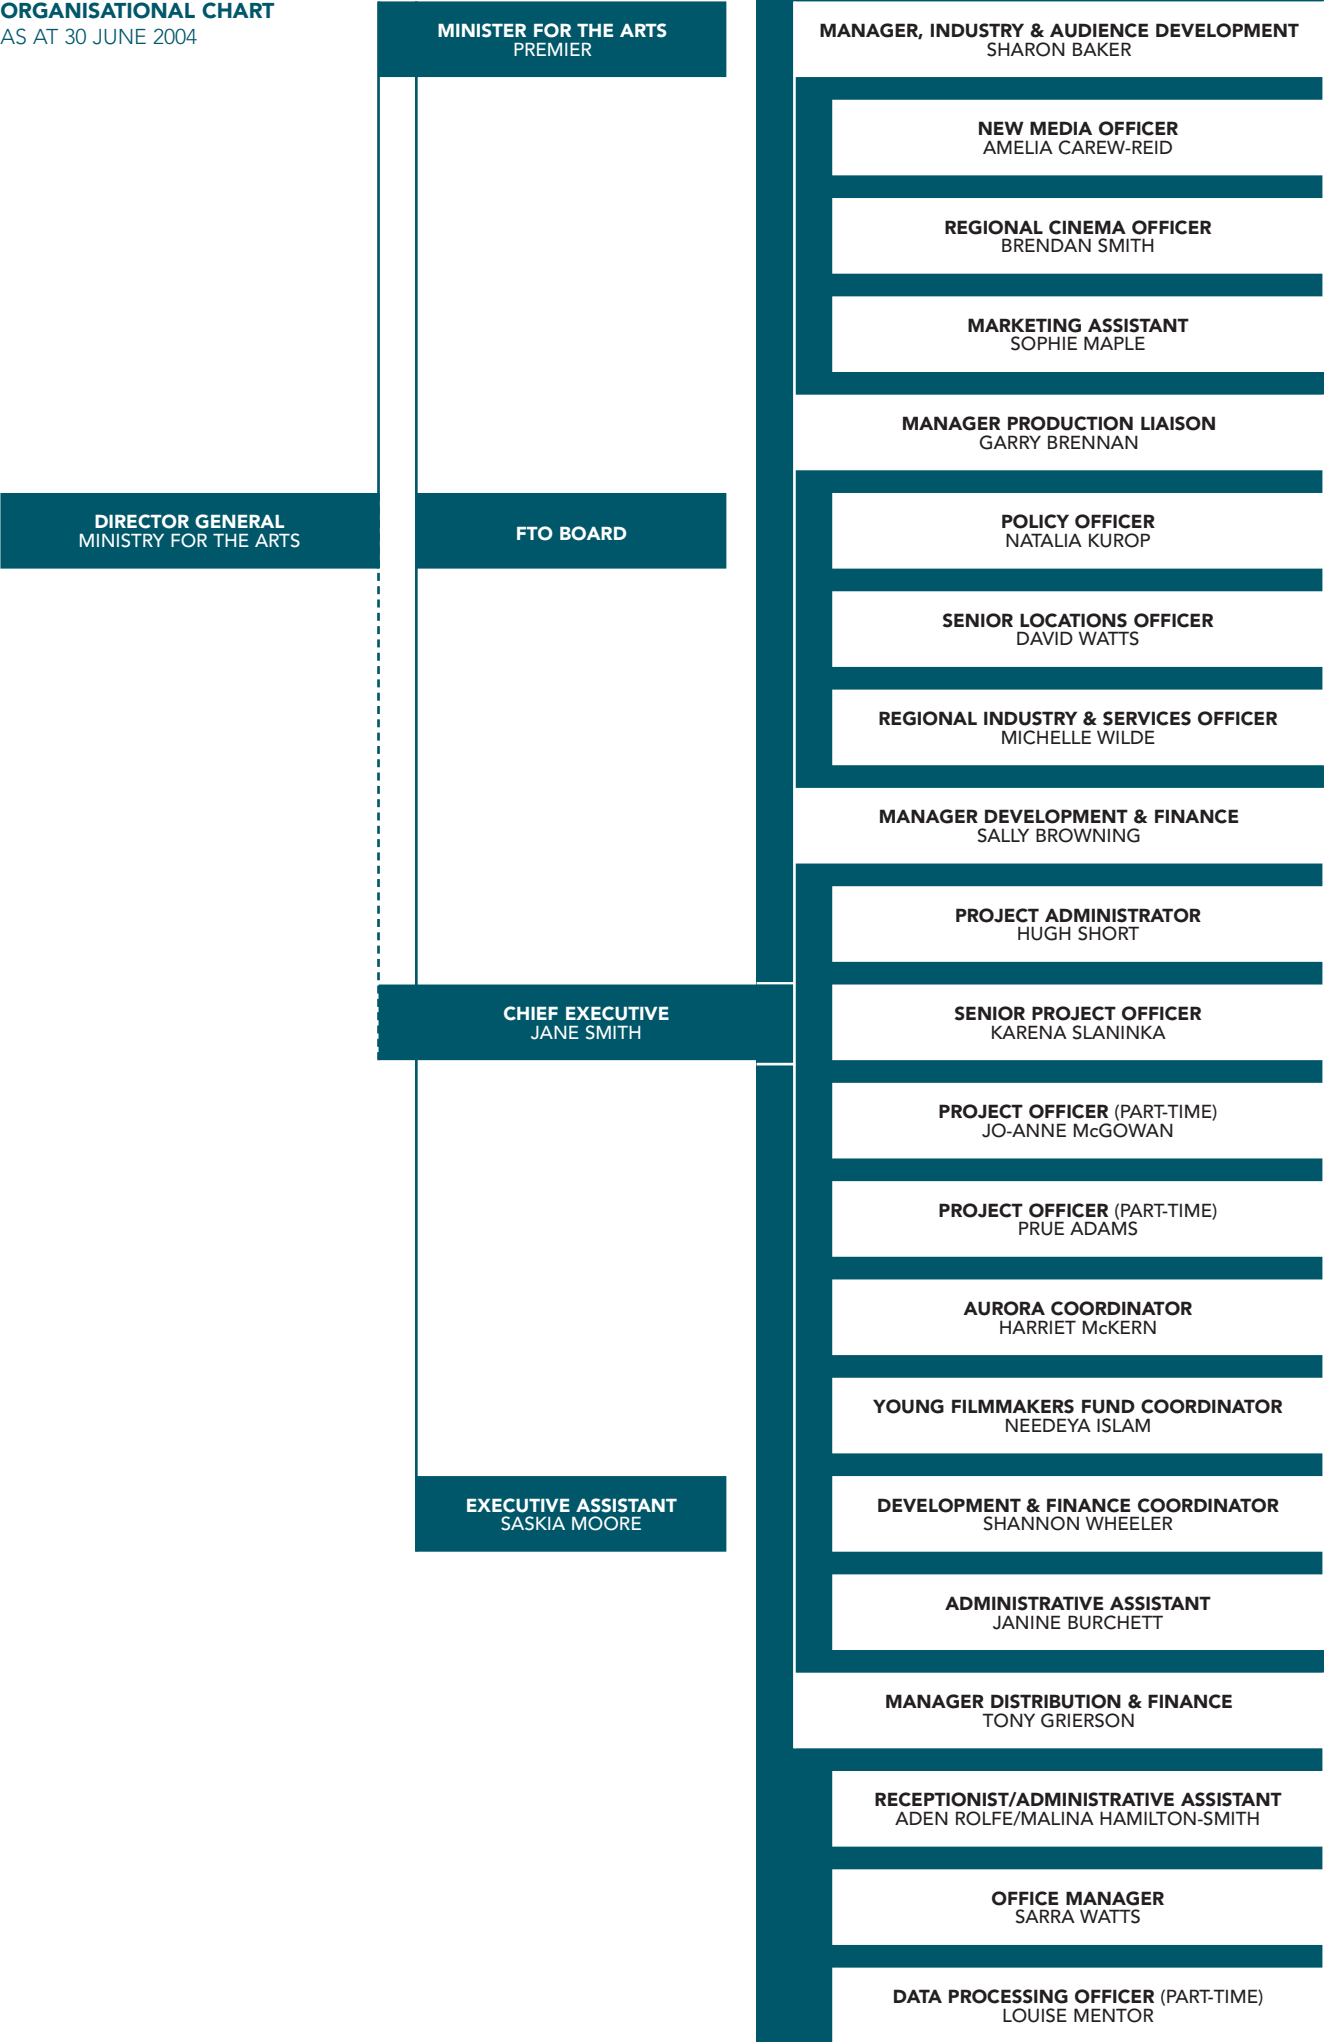 ORGANISATIONAL CHART
AS AT 30 JUNE 2004
MINISTER FOR THE ARTS
PREMIER
DIRECTOR GENERAL
MINISTRY FOR THE ARTS
FTO BOARD
CHIEF EXECUTIVE
JANE SMITH
EXECUTIVE ASSISTANT
SASKIA MOORE
MANAGER, INDUSTRY & AUDIENCE DEVELOPMENT
SHARON BAKER
NEW MEDIA OFFICER
AMELIA CAREW-REID
REGIONAL CINEMA OFFICER
BRENDAN SMITH
MARKETING ASSISTANT
SOPHIE MAPLE
MANAGER PRODUCTION LIAISON
GARRY BRENNAN
POLICY OFFICER
NATALIA KUROP
SENIOR LOCATIONS OFFICER
DAVID WATTS
REGIONAL INDUSTRY & SERVICES OFFICER
MICHELLE WILDE
MANAGER DEVELOPMENT & FINANCE
SALLY BROWNING
PROJECT ADMINISTRATOR
HUGH SHORT
SENIOR PROJECT OFFICER
KARENA SLANINKA
PROJECT OFFICER (PART-TIME)
JO-ANNE McGOWAN
PROJECT OFFICER (PART-TIME)
PRUE ADAMS
AURORA COORDINATOR
HARRIET McKERN
YOUNG FILMMAKERS FUND COORDINATOR
NEEDEYA ISLAM
DEVELOPMENT & FINANCE COORDINATOR
SHANNON WHEELER
ADMINISTRATIVE ASSISTANT
JANINE BURCHETT
MANAGER DISTRIBUTION & FINANCE
TONY GRIERSON
RECEPTIONIST/ADMINISTRATIVE ASSISTANT
ADEN ROLFE/MALINA HAMILTON-SMITH
OFFICE MANAGER
SARRA WATTS
DATA PROCESSING OFFICER (PART-TIME)
LOUISE MENTOR